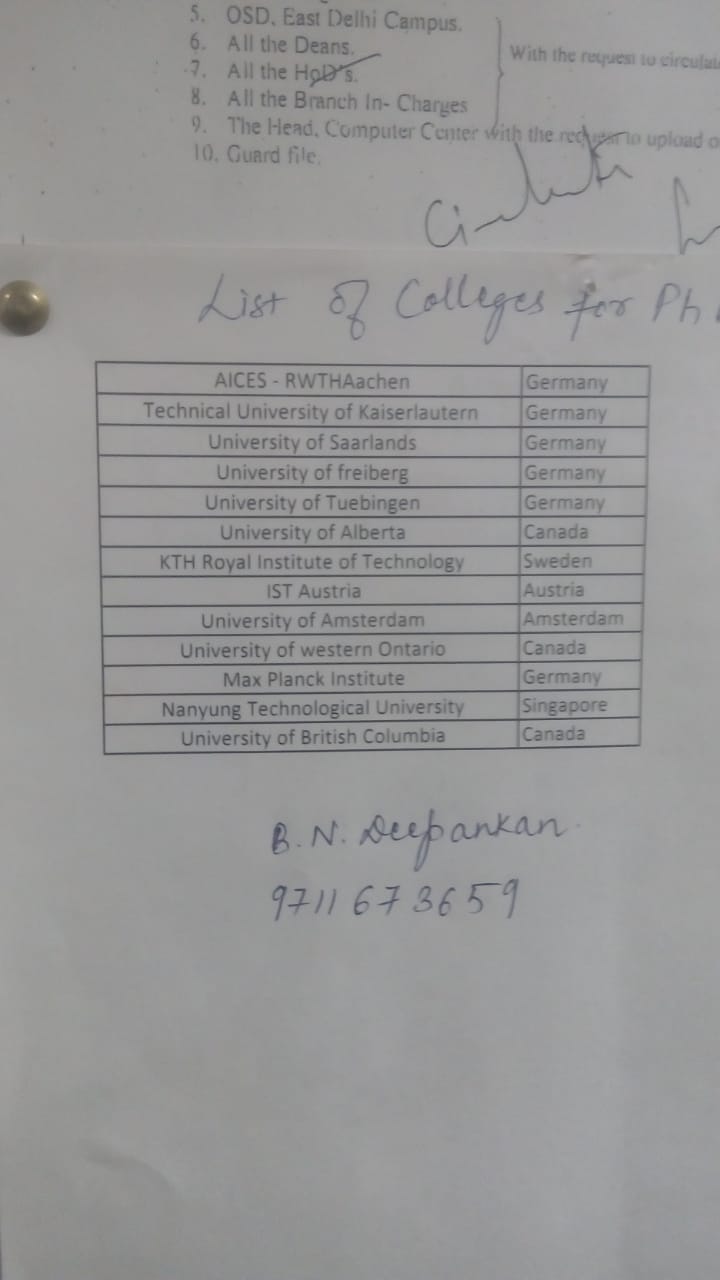 5. OSD, East Delhi Campus.
6. All the Deans.
7. All the HoD's.
8. All the Branch In- Charges
With the request to circulate
9. The Head, Computer Center with the request to upload o
10. Guard file.
List of Colleges for Ph
AICES - RWTHAachen Germany
Technical University of Kaiserlautern Germany
University of Saarlands Germany
University of freiberg Germany
University of Tuebingen Germany
University of Alberta Canada
KTH Royal Institute of Technology Sweden
IST Austria Austria
University of Amsterdam Amsterdam
University of western Ontario Canada
Max Planck Institute Germany
Nanyung Technological University Singapore
University of British Columbia Canada
B. N. Deepankan
9711673659